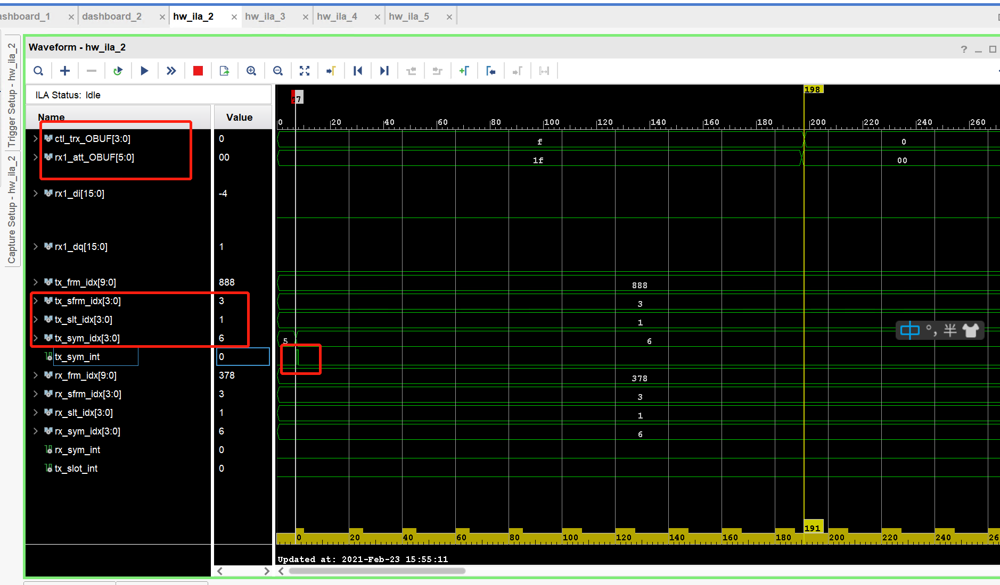 ashboard_1 dashboard_2 hw_ila_2 hw_ila_3 hw_ila_4 hw_ila_5
Trigger Setup - hw_ila_2
Capture Setup - hw_ila_2
Waveform - hw_ila_2
ILA Status: Idle
Name Value
7 198
0 20 40 60 80 100 120 140 160 180 200 220 240 260
ctl_trx_OBUF[3:0] 0 f 0
rx1_att_OBUF[5:0] 00 1f 00
rx1_di[15:0] -4
rx1_dq[15:0] 1
tx_frm_idx[9:0] 888 888
tx_sfrm_idx[3:0] 3 3
tx_slt_idx[3:0] 1 1
tx_sym_idx[3:0] 6 5 6
tx_sym_int 0
rx_frm_idx[9:0] 378 378
rx_sfrm_idx[3:0] 3 3
rx_slt_idx[3:0] 1 1
rx_sym_idx[3:0] 6 6
rx_sym_int 0
tx_slot_int 0
中 °, 半
191
0 20 40 60 80 100 120 140 160 180 200 220 240 26
Updated at: 2021-Feb-23 15:55:11